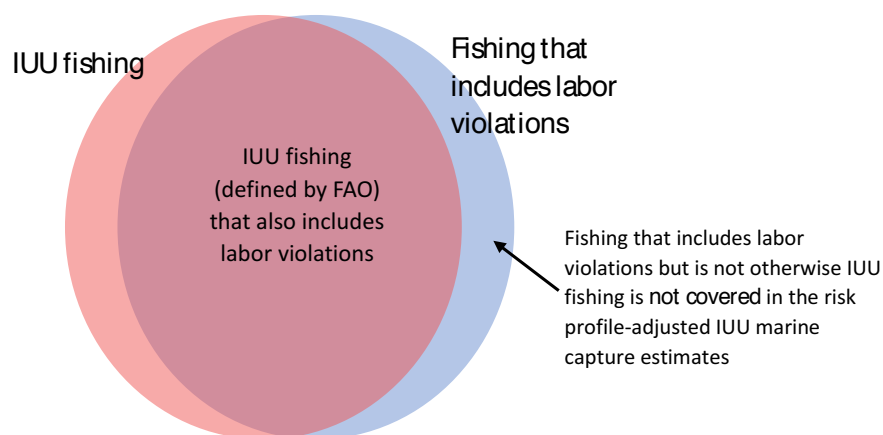 IUU fishing
Fishing that
includes labor
violations
IUU fishing
(defined by FAO)
that also includes
labor violations
Fishing that includes labor
violations but is not otherwise IUU
fishing is not covered in the risk
profile-adjusted IUU marine
capture estimates